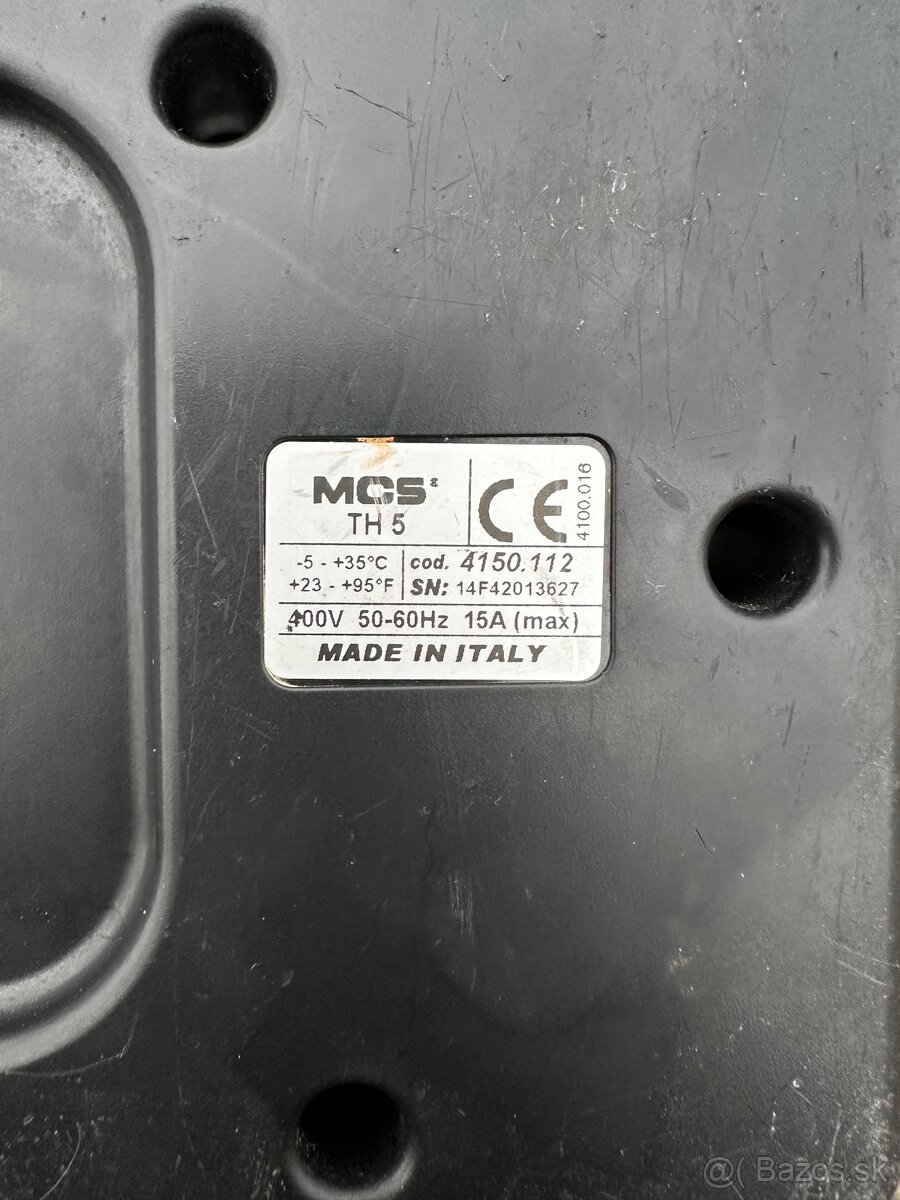 MCS
TH 5
CE
4100.016
-5 - +35°C
+23 - +95°F
cod. 4150.112
SN: 14F42013627
400V 50-60Hz 15A (max)
MADE IN ITALY
@( Bazos.sk